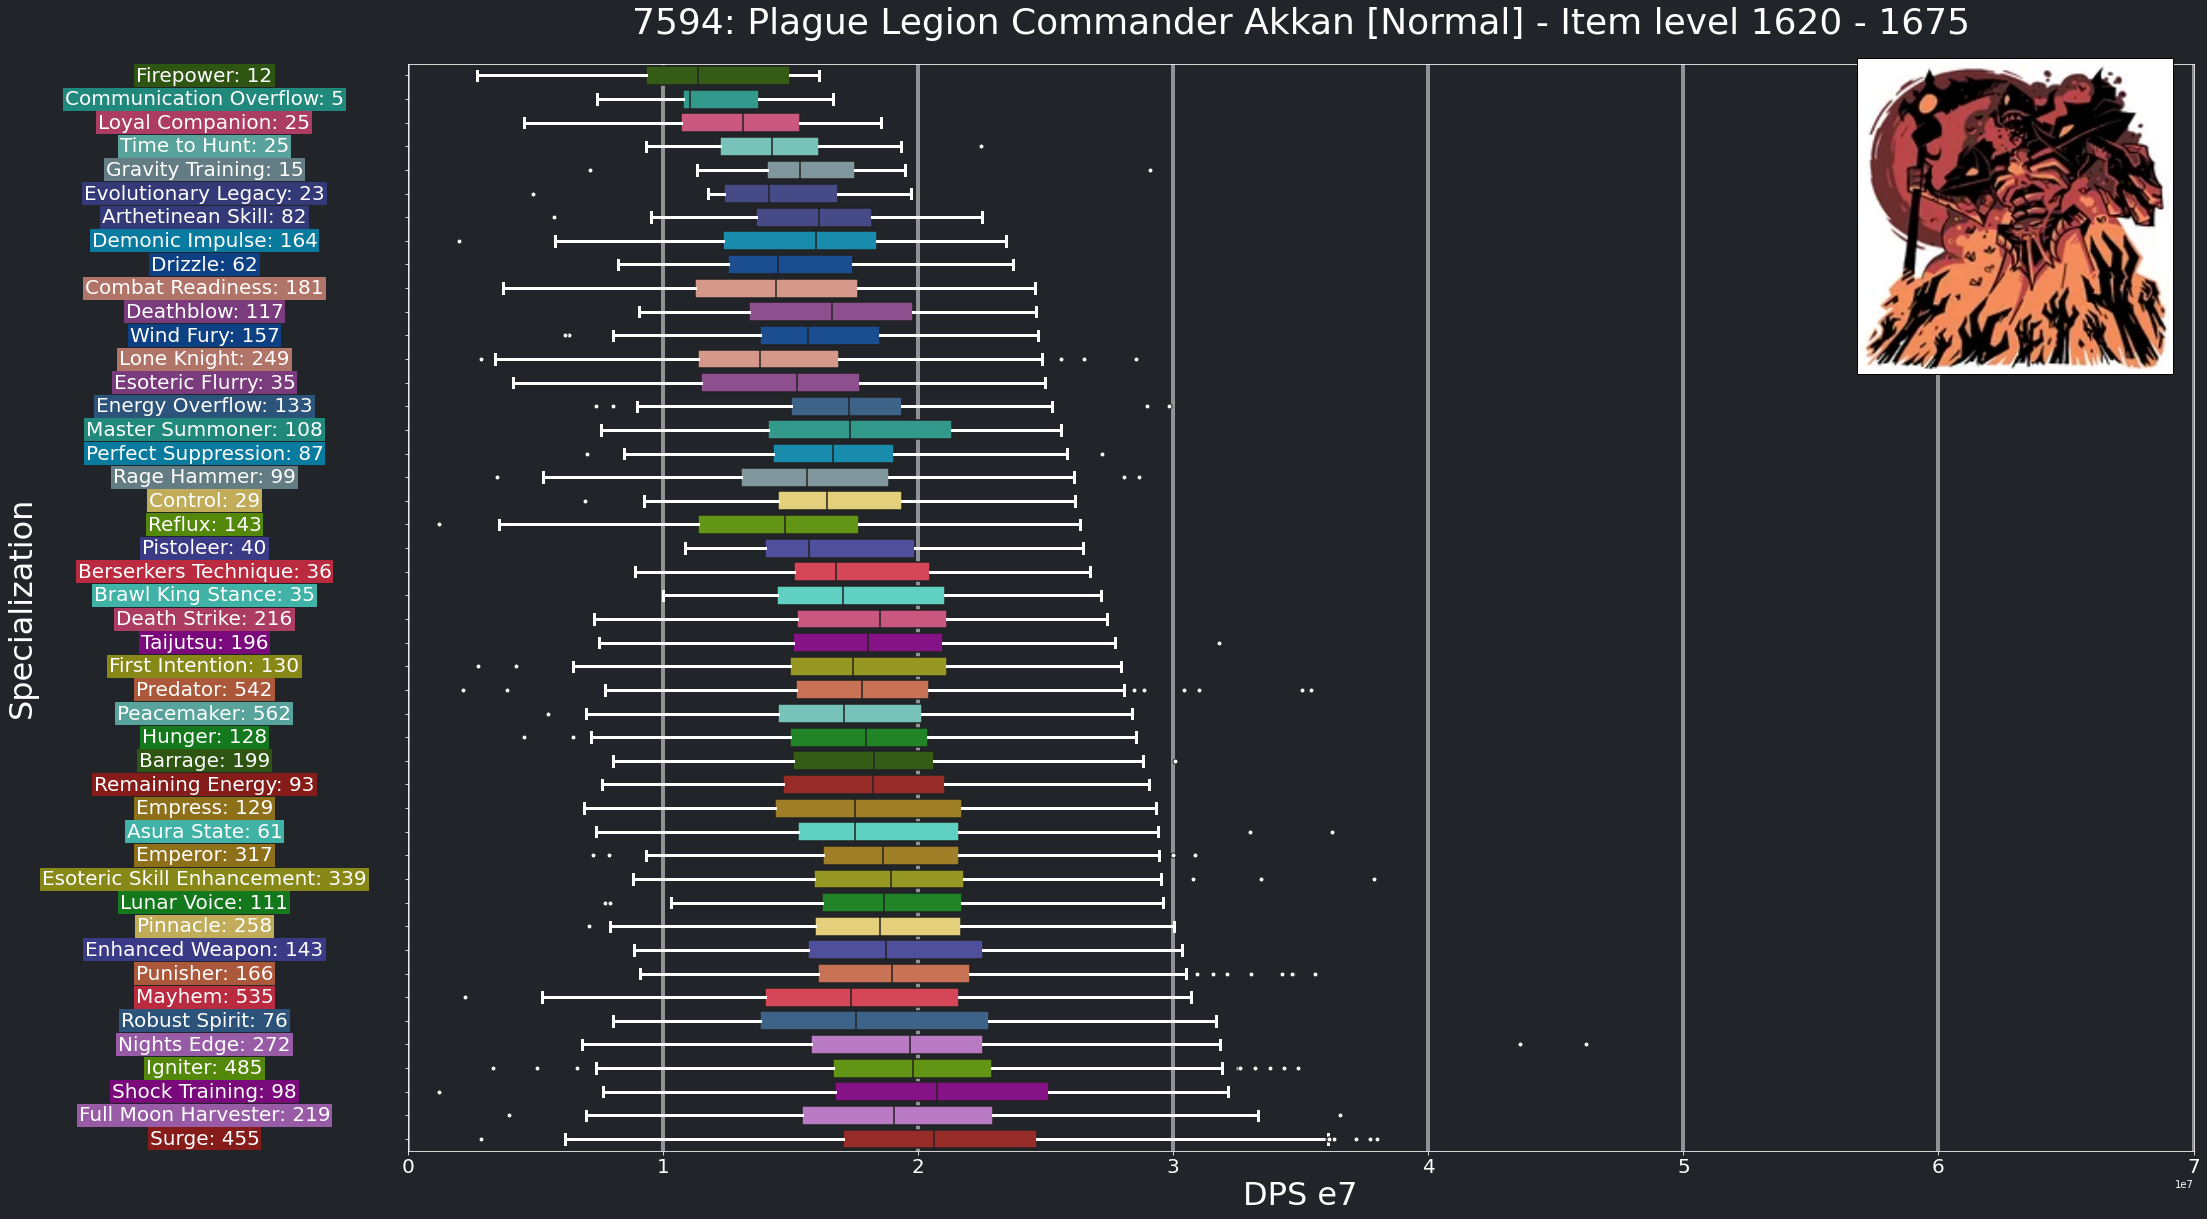 7594: Plague Legion Commander Akkan [Normal] - Item level 1620 - 1675
Specialization
Firepower: 12
Communication Overflow: 5
Loyal Companion: 25
Time to Hunt: 25
Gravity Training: 15
Evolutionary Legacy: 23
Arthetinean Skill: 82
Demonic Impulse: 164
Drizzle: 62
Combat Readiness: 181
Deathblow: 117
Wind Fury: 157
Lone Knight: 249
Esoteric Flurry: 35
Energy Overflow: 133
Master Summoner: 108
Perfect Suppression: 87
Rage Hammer: 99
Control: 29
Reflux: 143
Pistoleer: 40
Berserkers Technique: 36
Brawl King Stance: 35
Death Strike: 216
Taijutsu: 196
First Intention: 130
Predator: 542
Peacemaker: 562
Hunger: 128
Barrage: 199
Remaining Energy: 93
Empress: 129
Asura State: 61
Emperor: 317
Esoteric Skill Enhancement: 339
Lunar Voice: 111
Pinnacle: 258
Enhanced Weapon: 143
Punisher: 166
Mayhem: 535
Robust Spirit: 76
Nights Edge: 272
Igniter: 485
Shock Training: 98
Full Moon Harvester: 219
Surge: 455
0 1 2 3 4 5 6 7
1e7
DPS e7